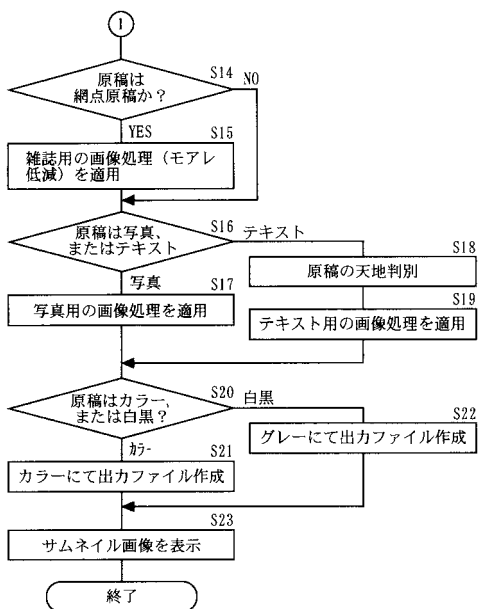 1
S14
原稿は
網点原稿か?
NO
YES
S15
雑誌用の画像処理(モアレ
低減)を適用
S16
原稿は写真、
またはテキスト
テキスト
写真
S18
原稿の天地判別
S17
写真用の画像処理を適用
S19
テキスト用の画像処理を適用
S20
原稿はカラー、
または白黒?
白黒
カラー
S22
グレーにて出力ファイル作成
S21
カラーにて出力ファイル作成
S23
サムネイル画像を表示
終了